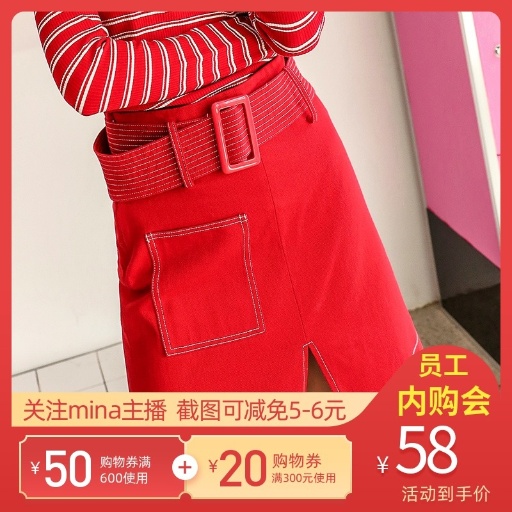 员工
内购会
关注mina主播 截图可减免5-6元
¥58
¥50 购物券满
600使用
+
¥20 购物券
满300元使用
活动到手价